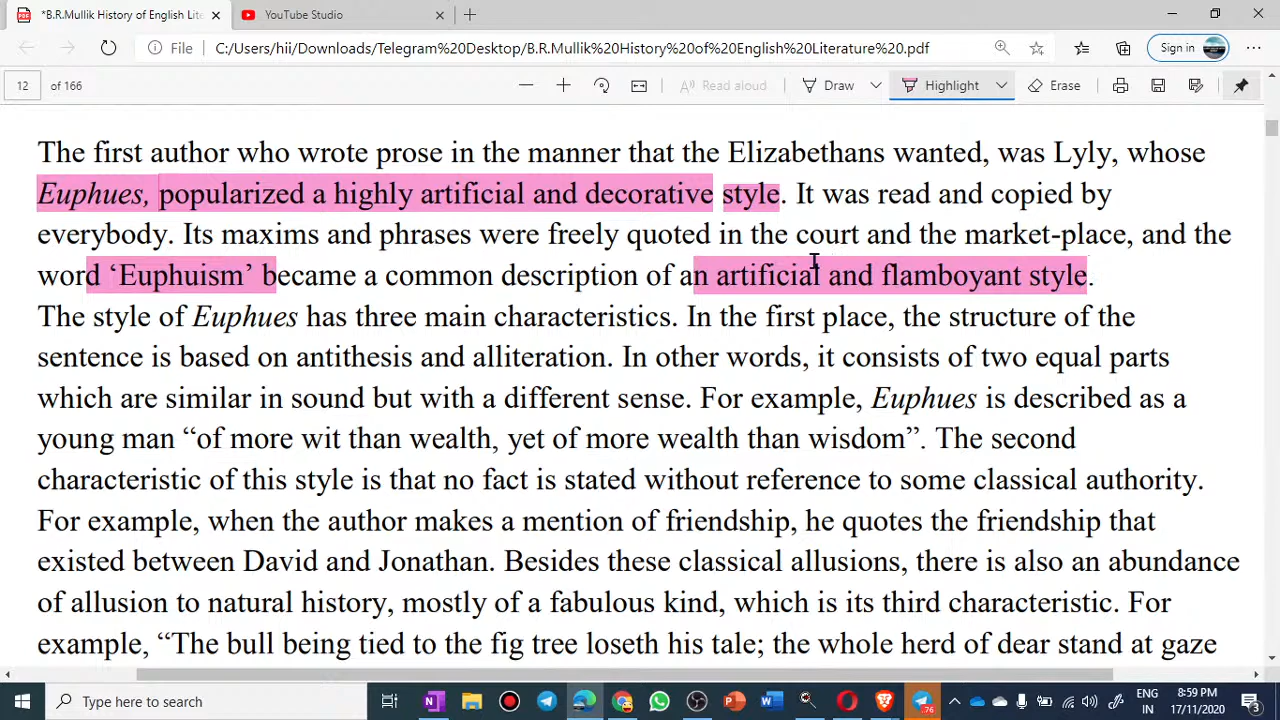 *B.R.Mullik History of English Lite
YouTube Studio
File
C:/Users/hii/Downloads/Telegram%20Desktop/B.R.Mullik%20History%20of%20English%20Literature%20.pdf
Sign in
12 of 166
Read aloud
Draw
Highlight
Erase
The first author who wrote prose in the manner that the Elizabethans wanted, was Lyly, whose
Euphues, popularized a highly artificial and decorative style. It was read and copied by
everybody. Its maxims and phrases were freely quoted in the court and the market-place, and the
word ‘Euphuism’ became a common description of an artificial and flamboyant style.
The style of Euphues has three main characteristics. In the first place, the structure of the
sentence is based on antithesis and alliteration. In other words, it consists of two equal parts
which are similar in sound but with a different sense. For example, Euphues is described as a
young man “of more wit than wealth, yet of more wealth than wisdom”. The second
characteristic of this style is that no fact is stated without reference to some classical authority.
For example, when the author makes a mention of friendship, he quotes the friendship that
existed between David and Jonathan. Besides these classical allusions, there is also an abundance
of allusion to natural history, mostly of a fabulous kind, which is its third characteristic. For
example, “The bull being tied to the fig tree loseth his tale; the whole herd of dear stand at gaze
Type here to search
76
ENG
IN
8:59 PM
17/11/2020
3